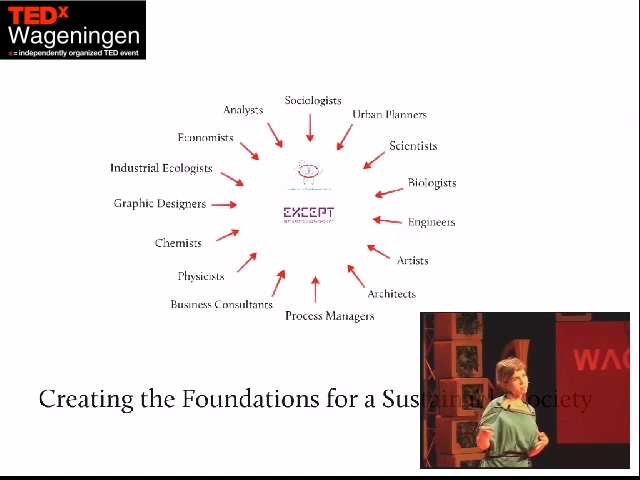 TEDx
Wageningen
x = independently organized TED event
Sociologists
Analysts
Urban Planners
Economists
Scientists
Industrial Ecologists
Biologists
Graphic Designers
EXCEPT
Engineers
Chemists
Artists
Physicists
Architects
Business Consultants
Process Managers
WAG
Creating the Foundations for a Sustainable Society